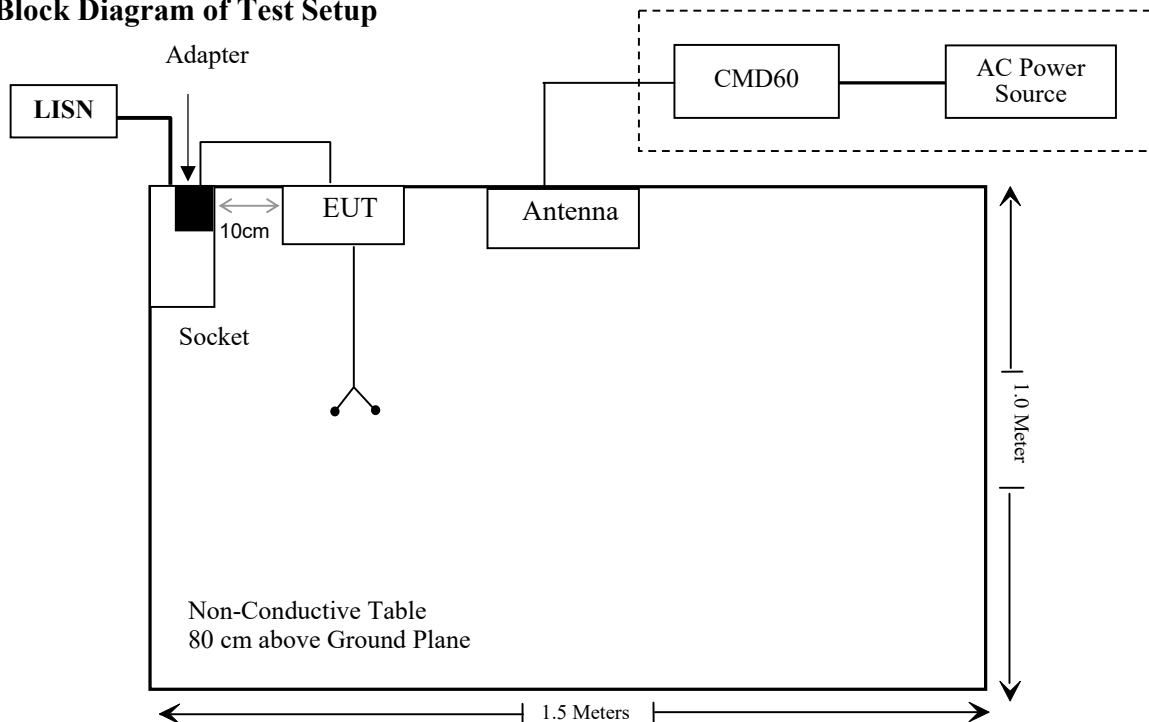 Block Diagram of Test Setup
Adapter
LISN
CMD60
AC Power
Source
EUT
Antenna
10cm
Socket
1.0 Meter
Non-Conductive Table
80 cm above Ground Plane
1.5 Meters